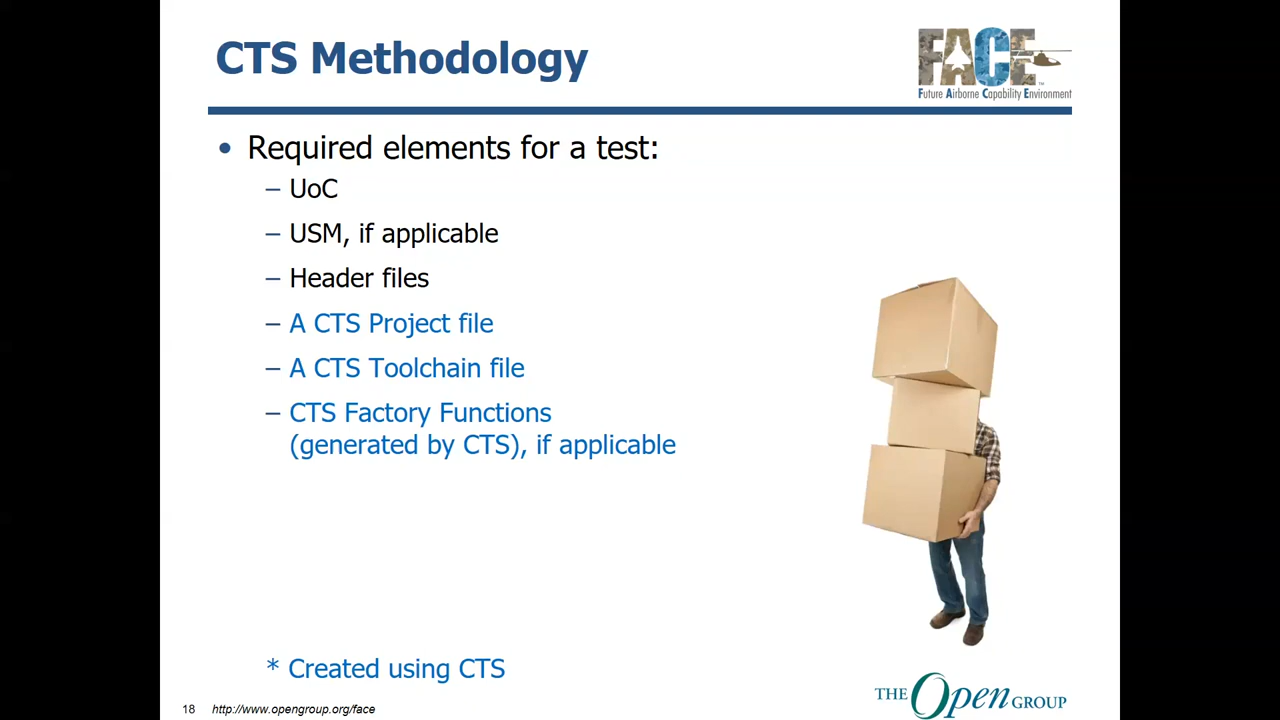 CTS Methodology
FACE™
Future Airborne Capability Environment
• Required elements for a test:
– UoC
– USM, if applicable
– Header files
– A CTS Project file
– A CTS Toolchain file
– CTS Factory Functions
(generated by CTS), if applicable
* Created using CTS
18 http://www.opengroup.org/face
THE Open GROUP